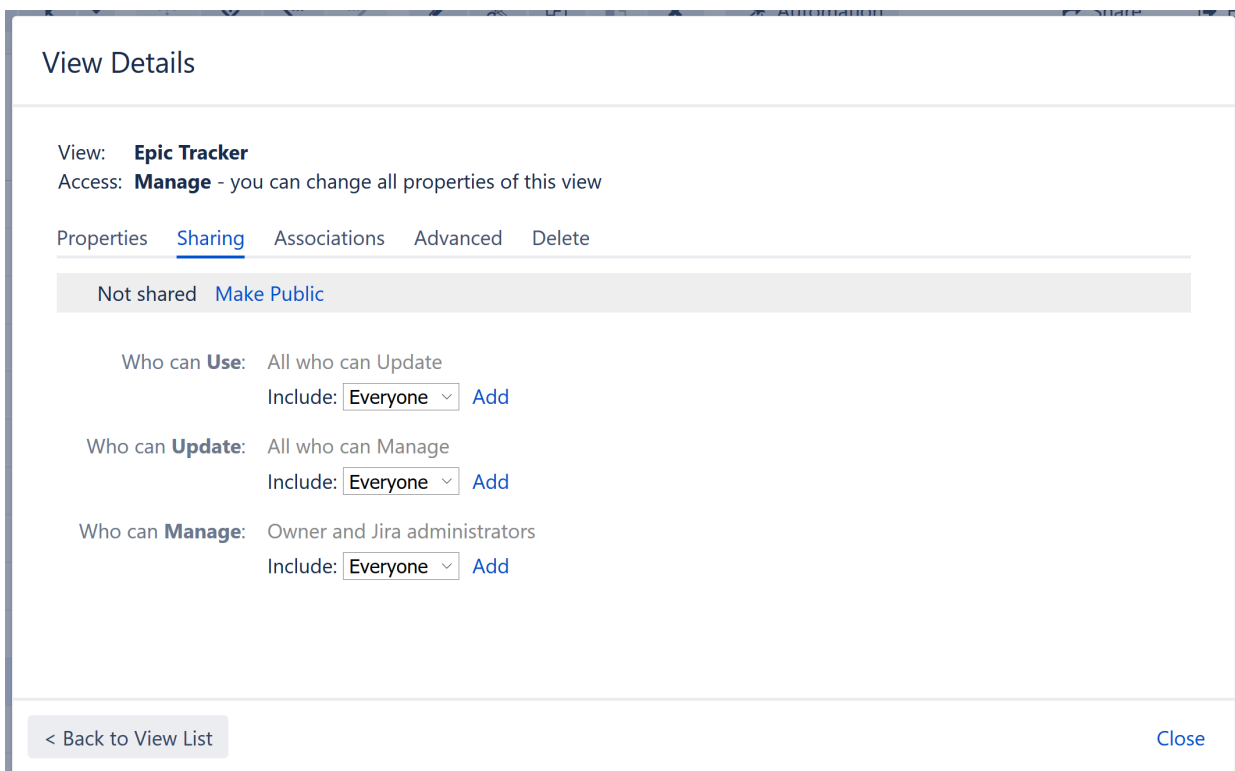 Automation Share
View Details
View: Epic Tracker
Access: Manage - you can change all properties of this view
Properties Sharing Associations Advanced Delete
Not shared Make Public
Who can Use: All who can Update
Include: Everyone Add
Who can Update: All who can Manage
Include: Everyone Add
Who can Manage: Owner and Jira administrators
Include: Everyone Add
< Back to View List Close